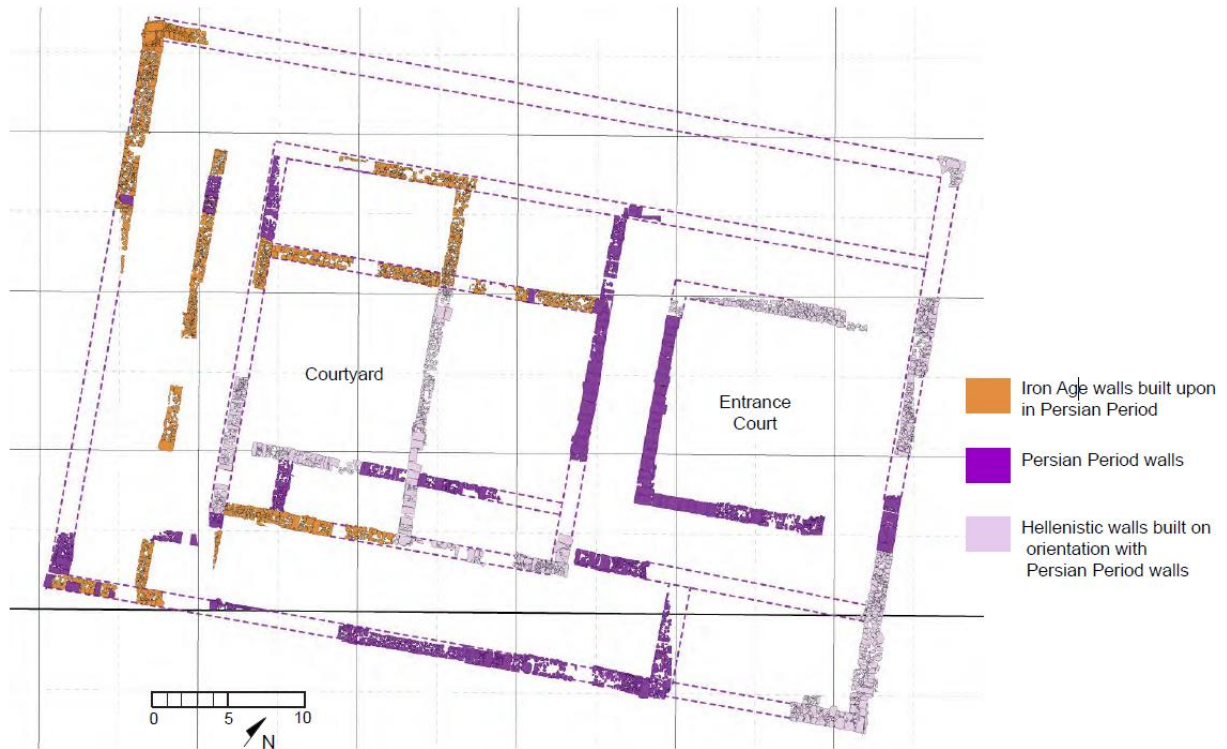 Courtyard
Entrance
Court
Iron Age walls built upon
in Persian Period
Persian Period walls
Hellenistic walls built on
orientation with
Persian Period walls
0 5 10
N